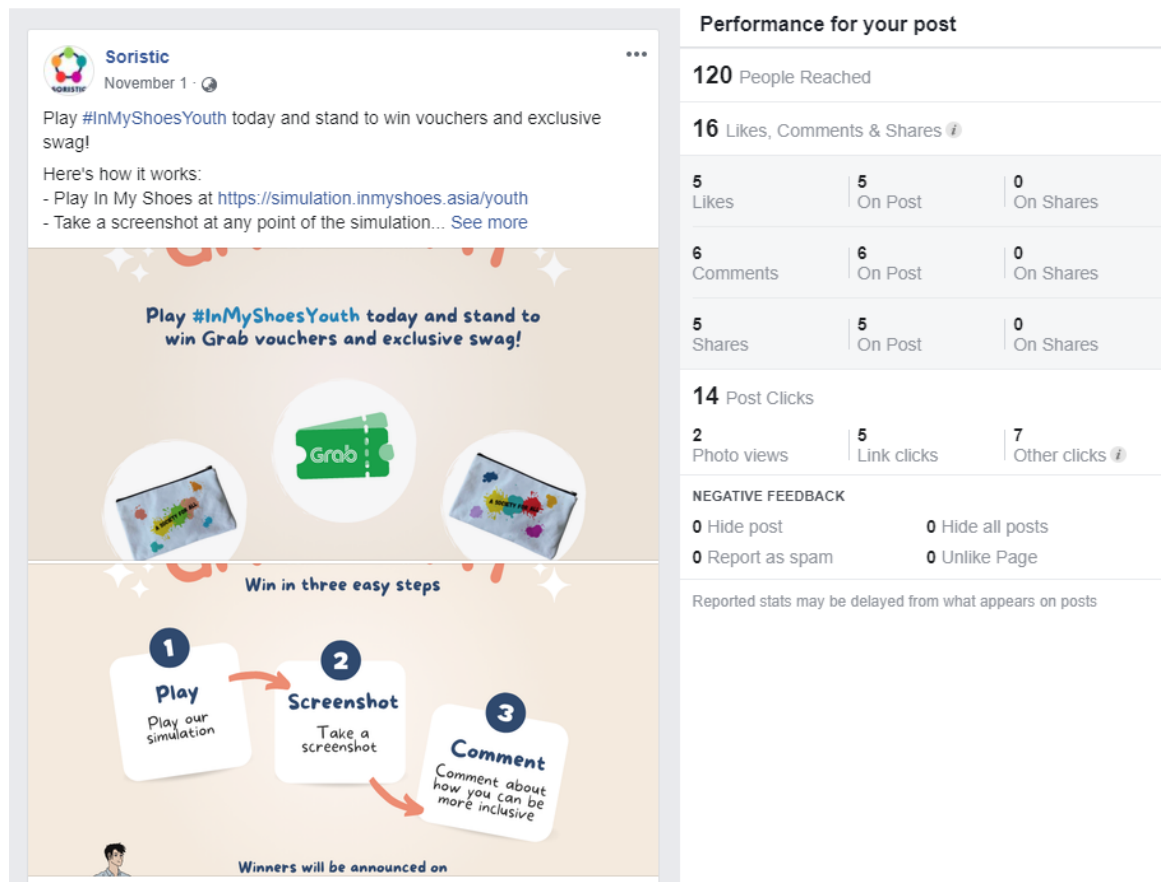 Soristic
November 1
SORISTIC
Play #InMyShoesYouth today and stand to win vouchers and exclusive
swag!
Here's how it works:
- Play In My Shoes at https://simulation.inmyshoes.asia/youth
- Take a screenshot at any point of the simulation... See more
Play #InMyShoesYouth today and stand to
win Grab vouchers and exclusive swag!
Grab
A SOCIETY FOR ALL
A SOCIETY FOR ALL
Win in three easy steps
1
Play
Play our
simulation
2
Screenshot
Take a
screenshot
3
Comment
Comment about
how you can be
more inclusive
Winners will be announced on
Performance for your post
120 People Reached
16 Likes, Comments & Shares i
5 5 0
Likes On Post On Shares
6 6 0
Comments On Post On Shares
5 5 0
Shares On Post On Shares
14 Post Clicks
2 5 7
Photo views Link clicks Other clicks i
NEGATIVE FEEDBACK
0 Hide post 0 Hide all posts
0 Report as spam 0 Unlike Page
Reported stats may be delayed from what appears on posts